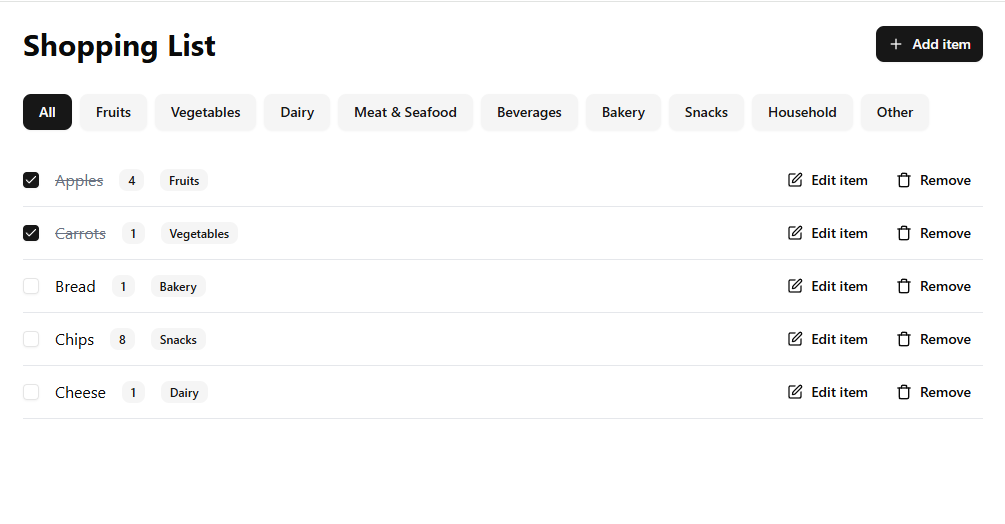 Shopping List Add item
All Fruits Vegetables Dairy Meat & Seafood Beverages Bakery Snacks Household Other
Apples 4 Fruits Edit item Remove
Carrots 1 Vegetables Edit item Remove
Bread 1 Bakery Edit item Remove
Chips 8 Snacks Edit item Remove
Cheese 1 Dairy Edit item Remove